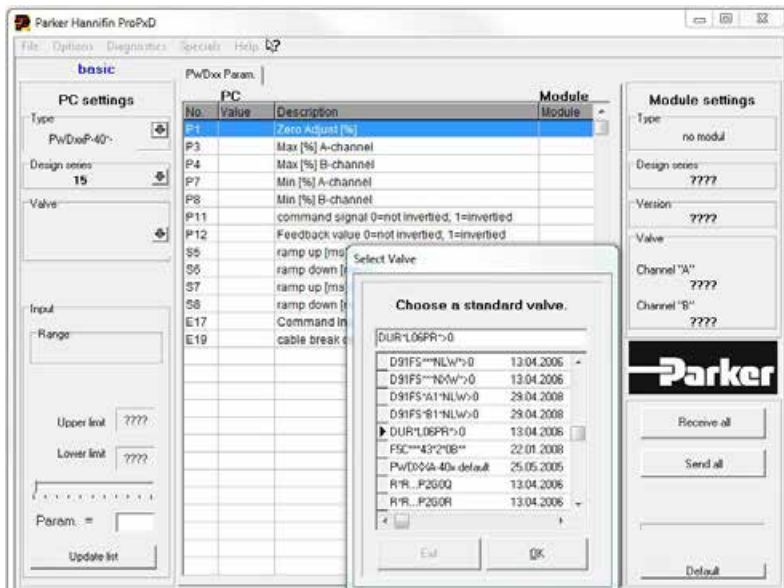 Parker Hannifin ProPxD
File Options Diagnostics Specials Help
basic
PC settings
Type
PWDxxP-40*-
Design series
15
Valve
Input
Range
Upper limit ????
Lower limit ????
Param. =
Update list
PWDxx Param.
PC Module
No. Value Description Module
P1 Zero Adjust [%]
P3 Max [%] A-channel
P4 Max [%] B-channel
P7 Min [%] A-channel
P8 Min [%] B-channel
P11 command signal 0=not invertied, 1=invertied
P12 Feedback value 0=not invertied, 1=invertied
S5 ramp up [ms
S6 ramp down [
S7 ramp up [ms
S8 ramp down [
E17 Command In
E19 cable break
Select Valve
Choose a standard valve.
DUR*L06PR*>0
D91FS***NLW*>0 13.04.2006
D91FS***NXW*>0 13.04.2006
D91FS*A1*NLW>0 29.04.2008
D91FS*B1*NLW>0 29.04.2008
DUR*L06PR*>0 13.04.2006
F5C***43*2*0B** 22.01.2008
PWDXXA-40x default 25.05.2005
R*R...P2G0Q 13.04.2006
R*R...P2G0R 13.04.2006
Exit OK
Module settings
Type
no modul
Design series
????
Version
????
Valve
Channel "A"
????
Channel "B"
????
Parker
Receive all
Send all
Default